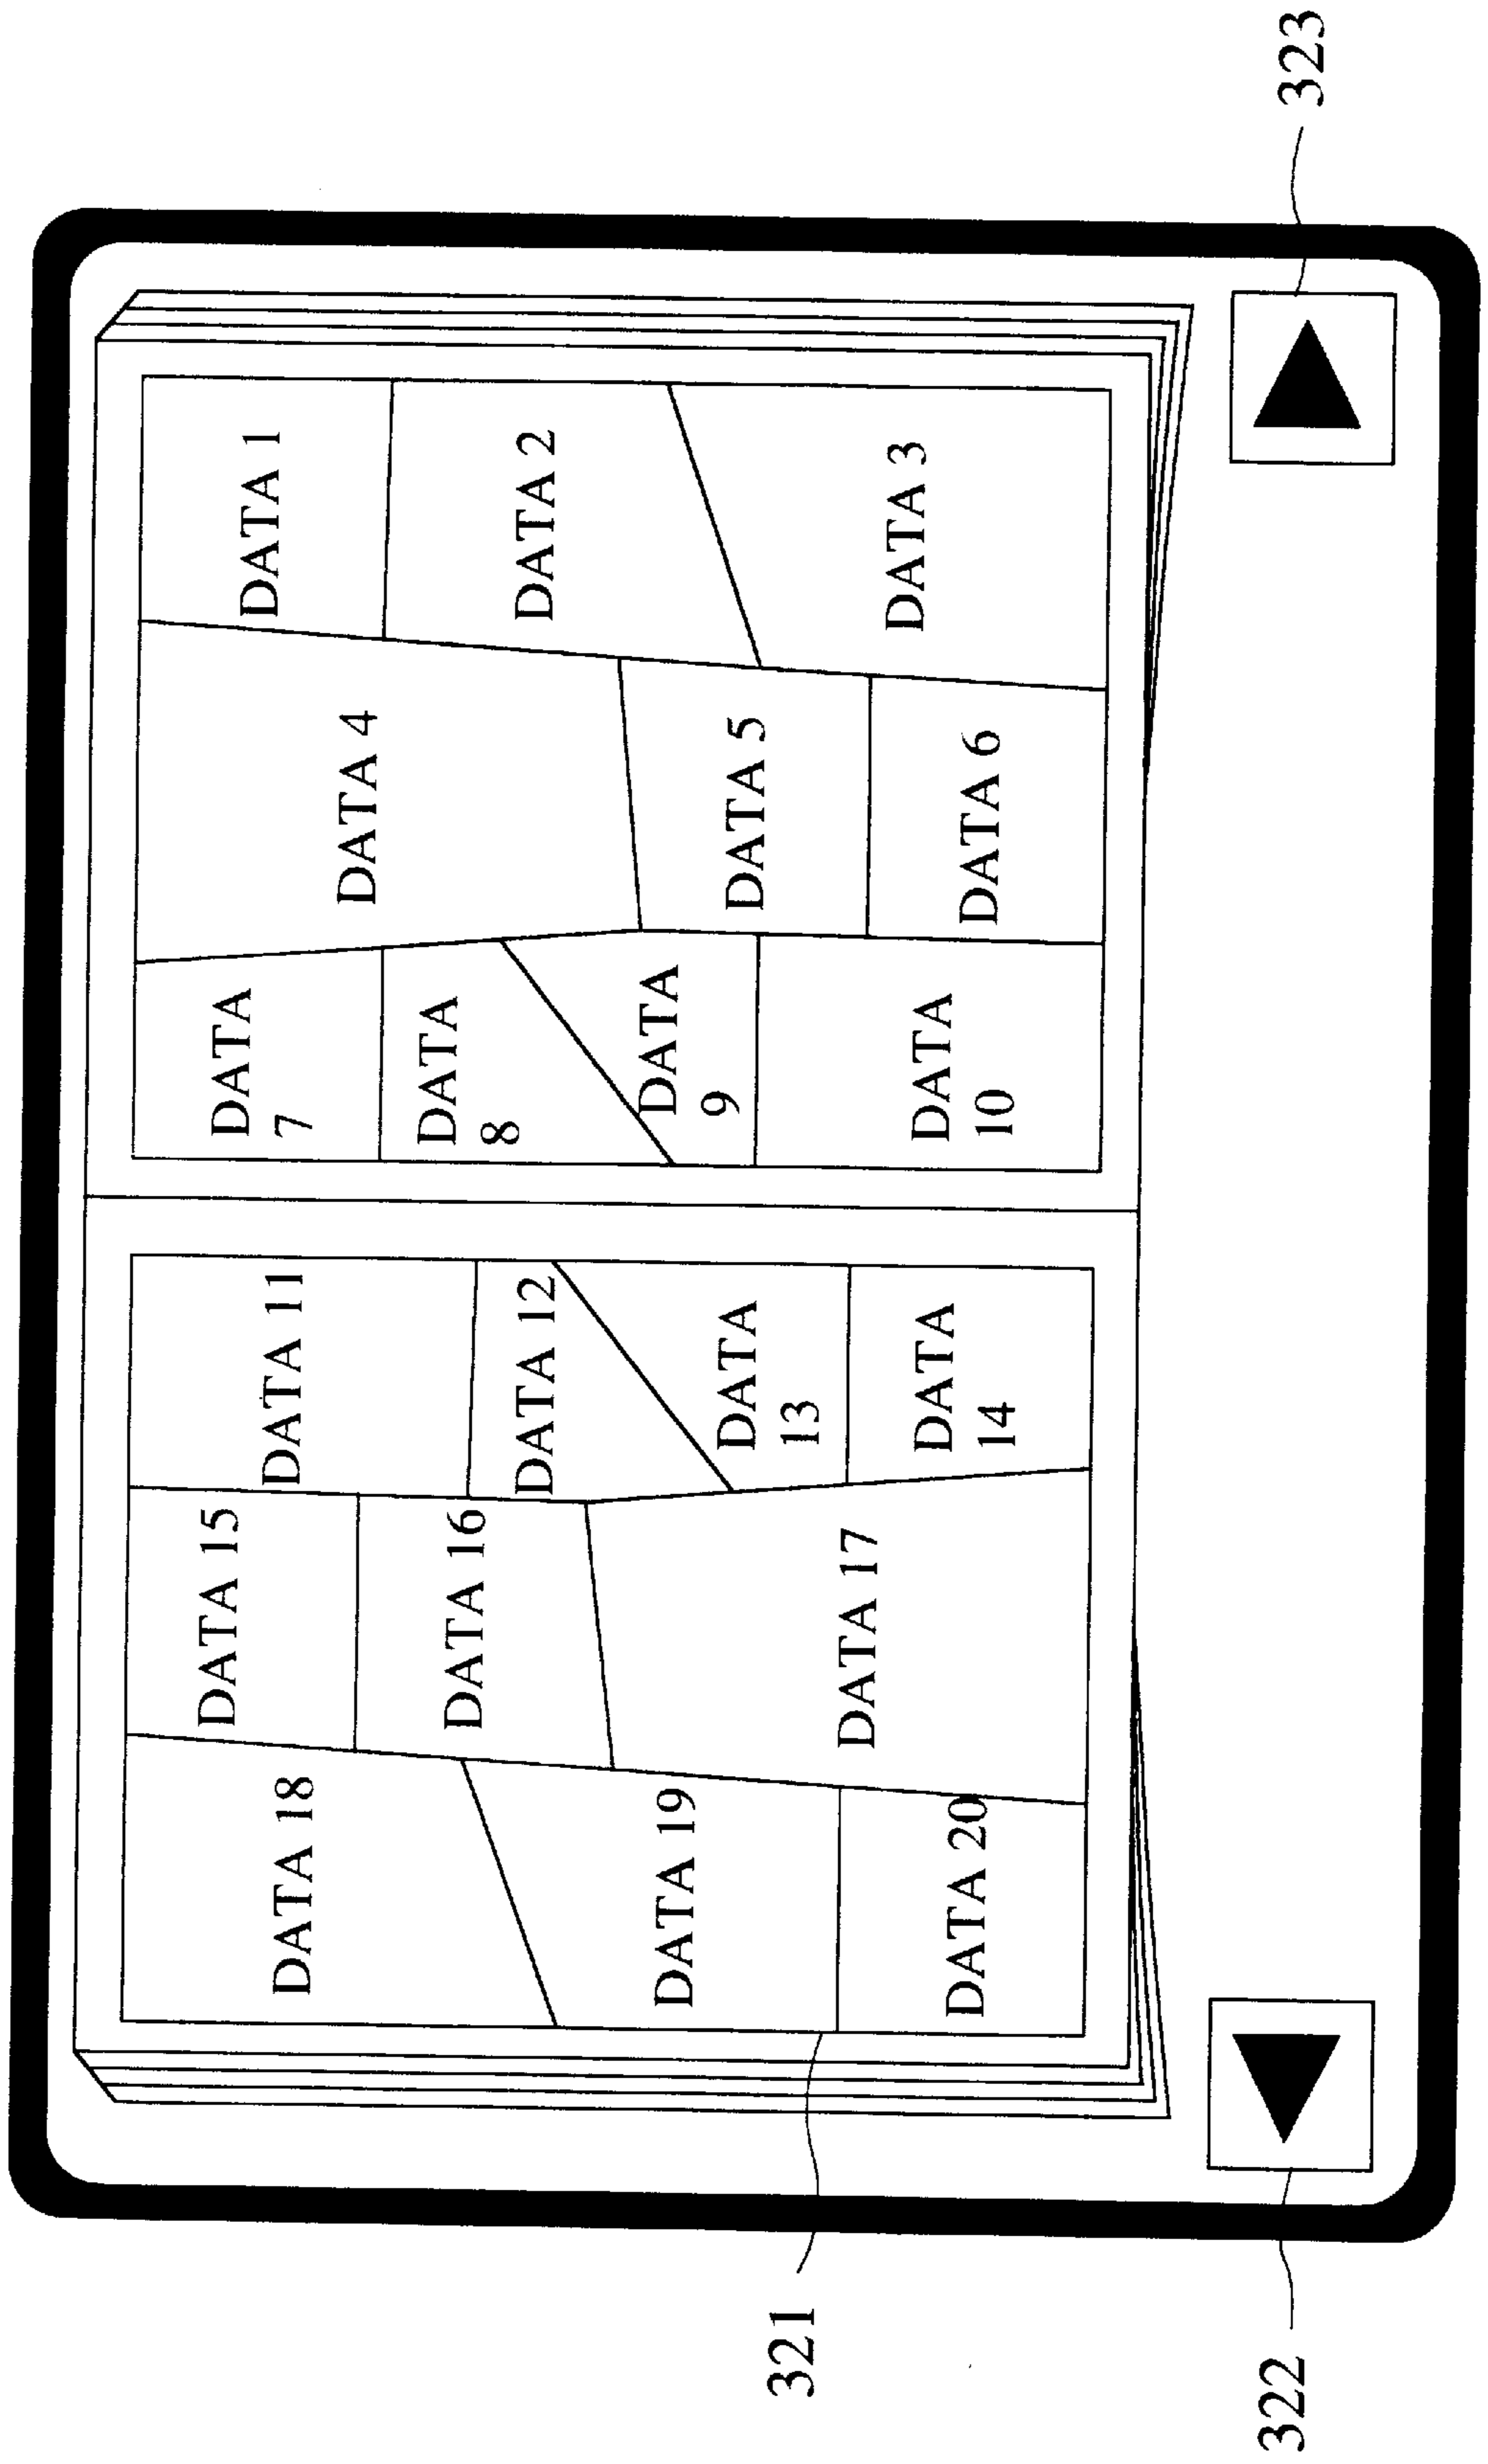 DATA 18
DATA 15
DATA 11
DATA
7
DATA 4
DATA 1
DATA 19
DATA 16
DATA 12
DATA
8
DATA 2
DATA 20
DATA 17
DATA
13
DATA
9
DATA 5
DATA 3
DATA
14
DATA
10
DATA 6
321
322
323